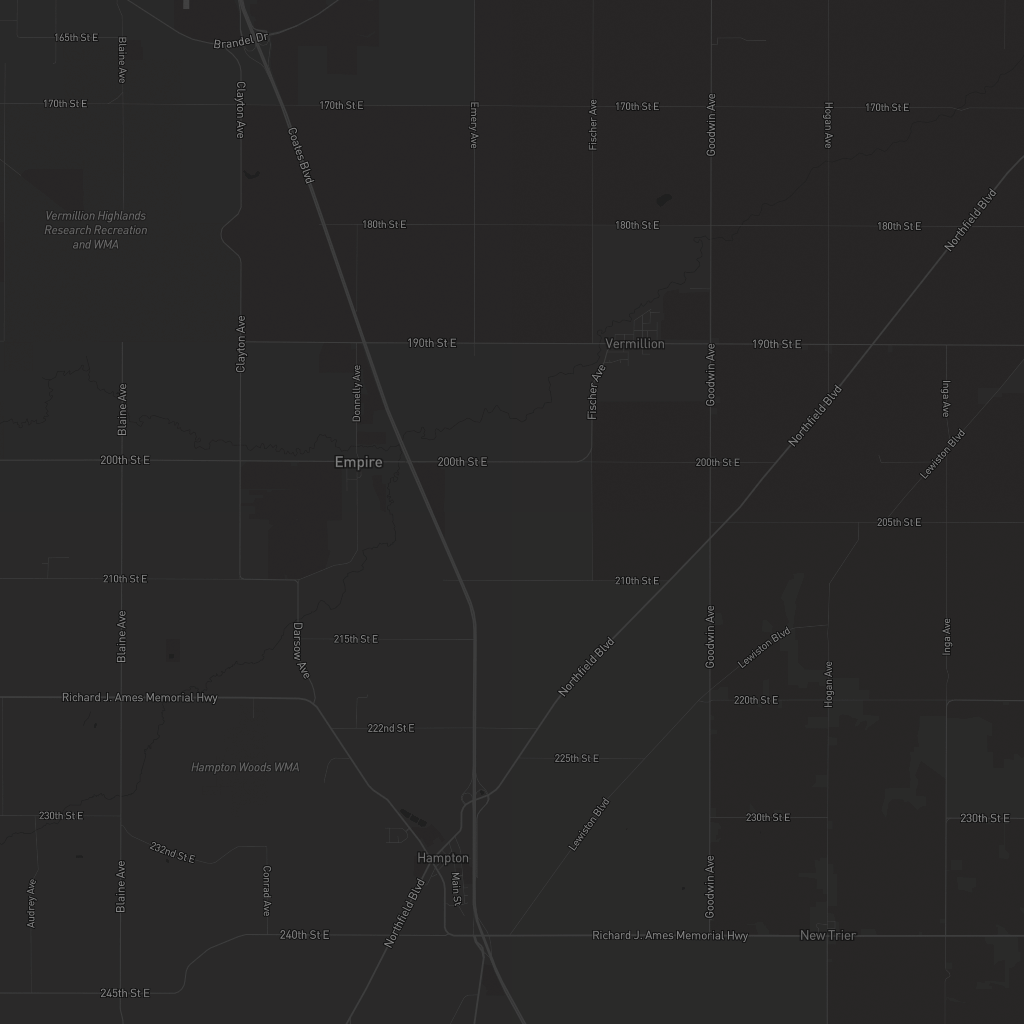 165th St E
Blaine Ave
Brandel Dr
170th St E
Clayton Ave
170th St E
Emery Ave
Fischer Ave
170th St E
Goodwin Ave
Hogan Ave
170th St E
Coates Blvd
Vermillion Highlands
Research Recreation
and WMA
180th St E
180th St E
180th St E
Northfield Blvd
Clayton Ave
190th St E
Vermillion
190th St E
Goodwin Ave
Blaine Ave
Donnelly Ave
Fischer Ave
Northfield Blvd
Inga Ave
Lewiston Blvd
200th St E
Empire
200th St E
200th St E
205th St E
210th St E
210th St E
Blaine Ave
Darsow Ave
215th St E
Northfield Blvd
Goodwin Ave
Lewiston Blvd
Inga Ave
Hogan Ave
Richard J. Ames Memorial Hwy
220th St E
222nd St E
225th St E
Hampton Woods WMA
230th St E
Lewiston Blvd
230th St E
230th St E
232nd St E
Hampton
Main St
Audrey Ave
Blaine Ave
Conrad Ave
Northfield Blvd
Goodwin Ave
240th St E
Richard J. Ames Memorial Hwy
New Trier
245th St E